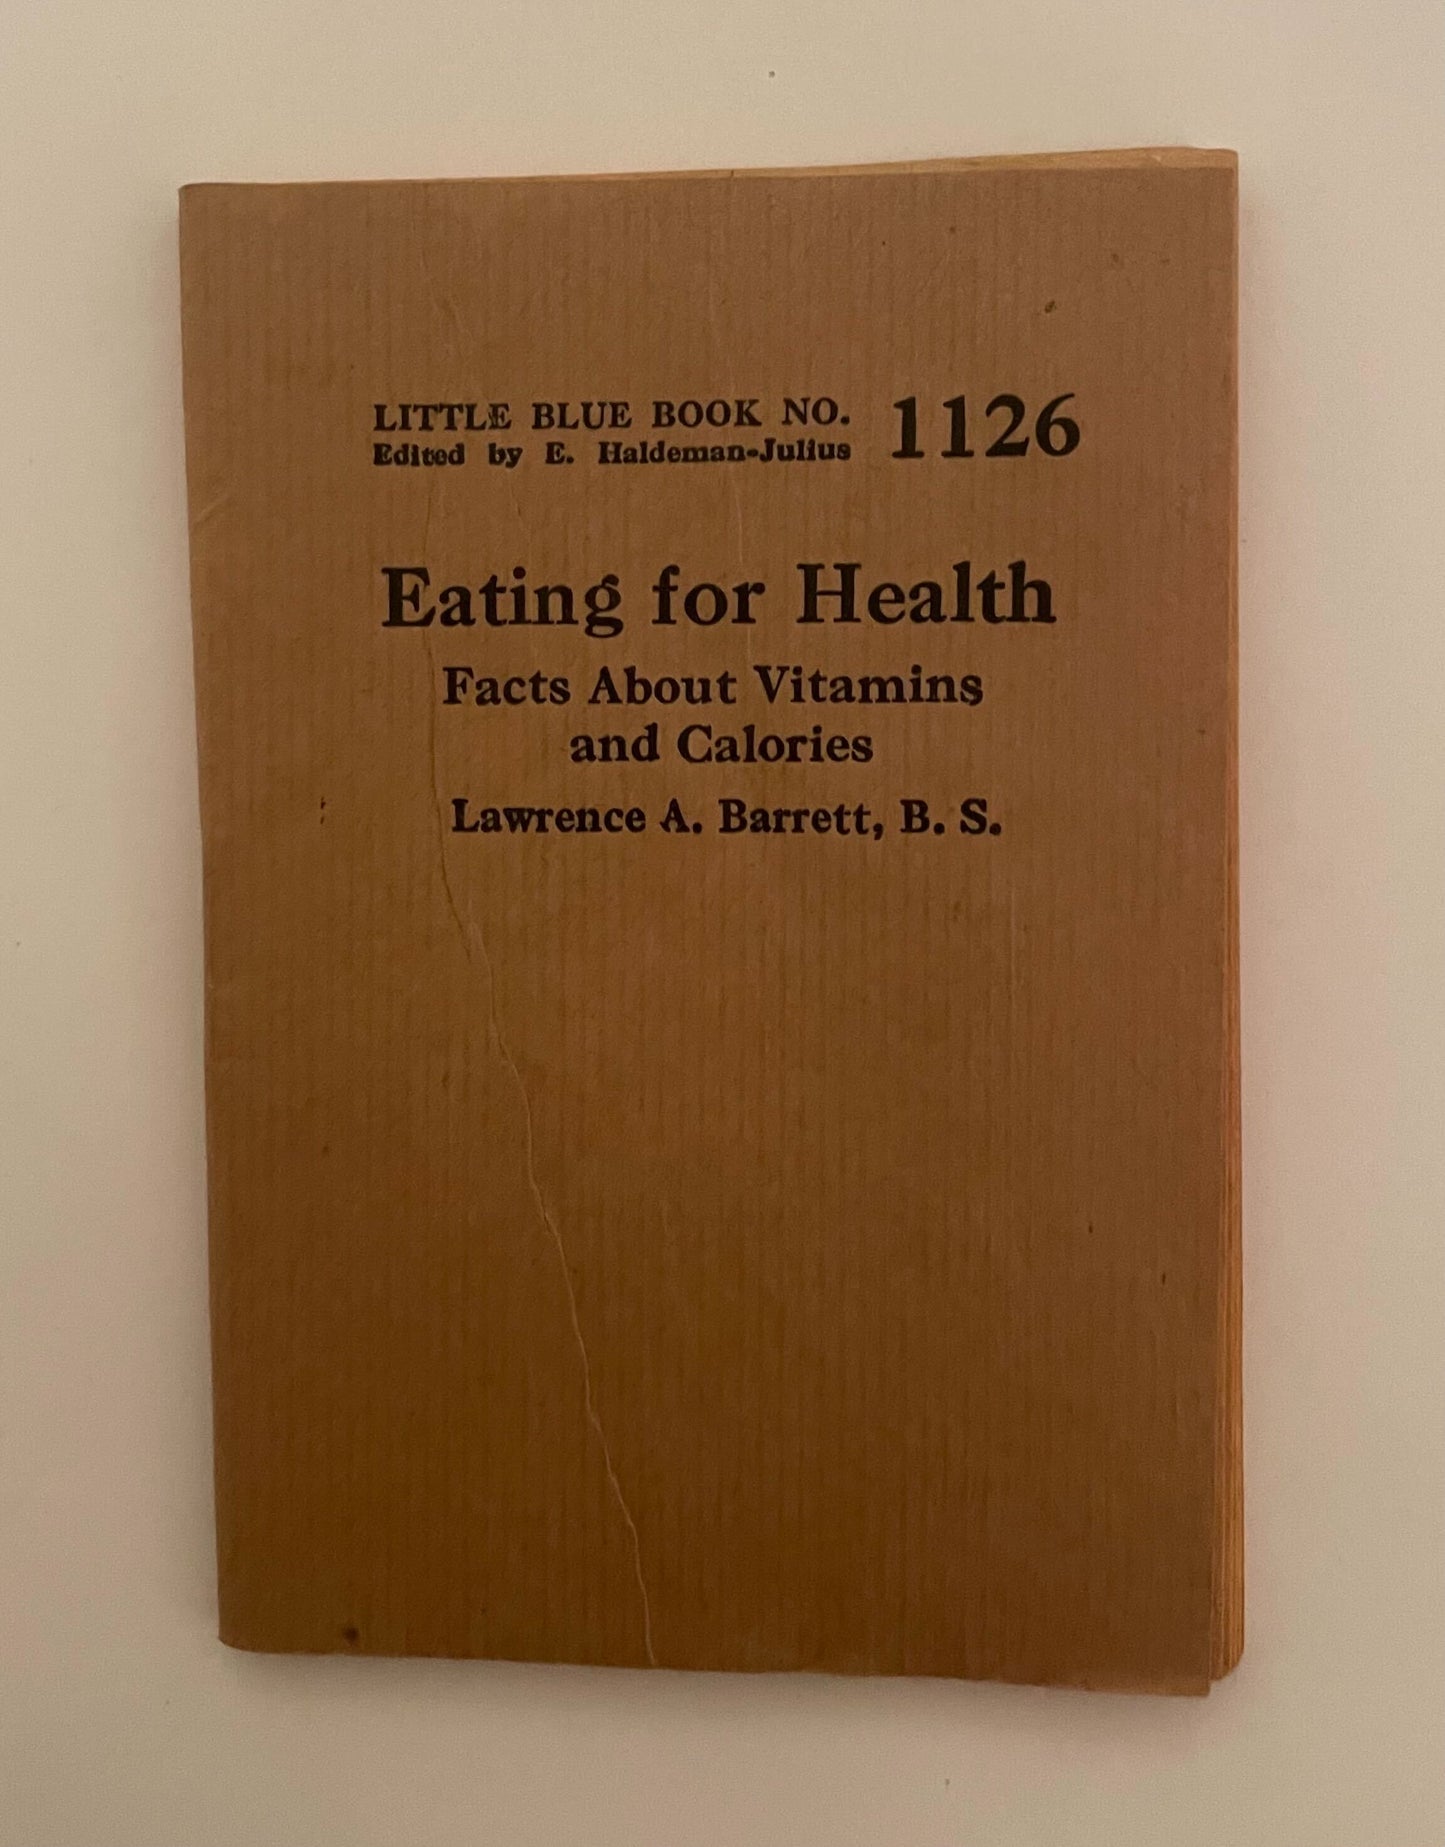 LITTLE BLUE BOOK NO. 1126
Edited by E. Haldeman-Julius
Eating for Health
Facts About Vitamins
and Calories
Lawrence A. Barrett, B. S.